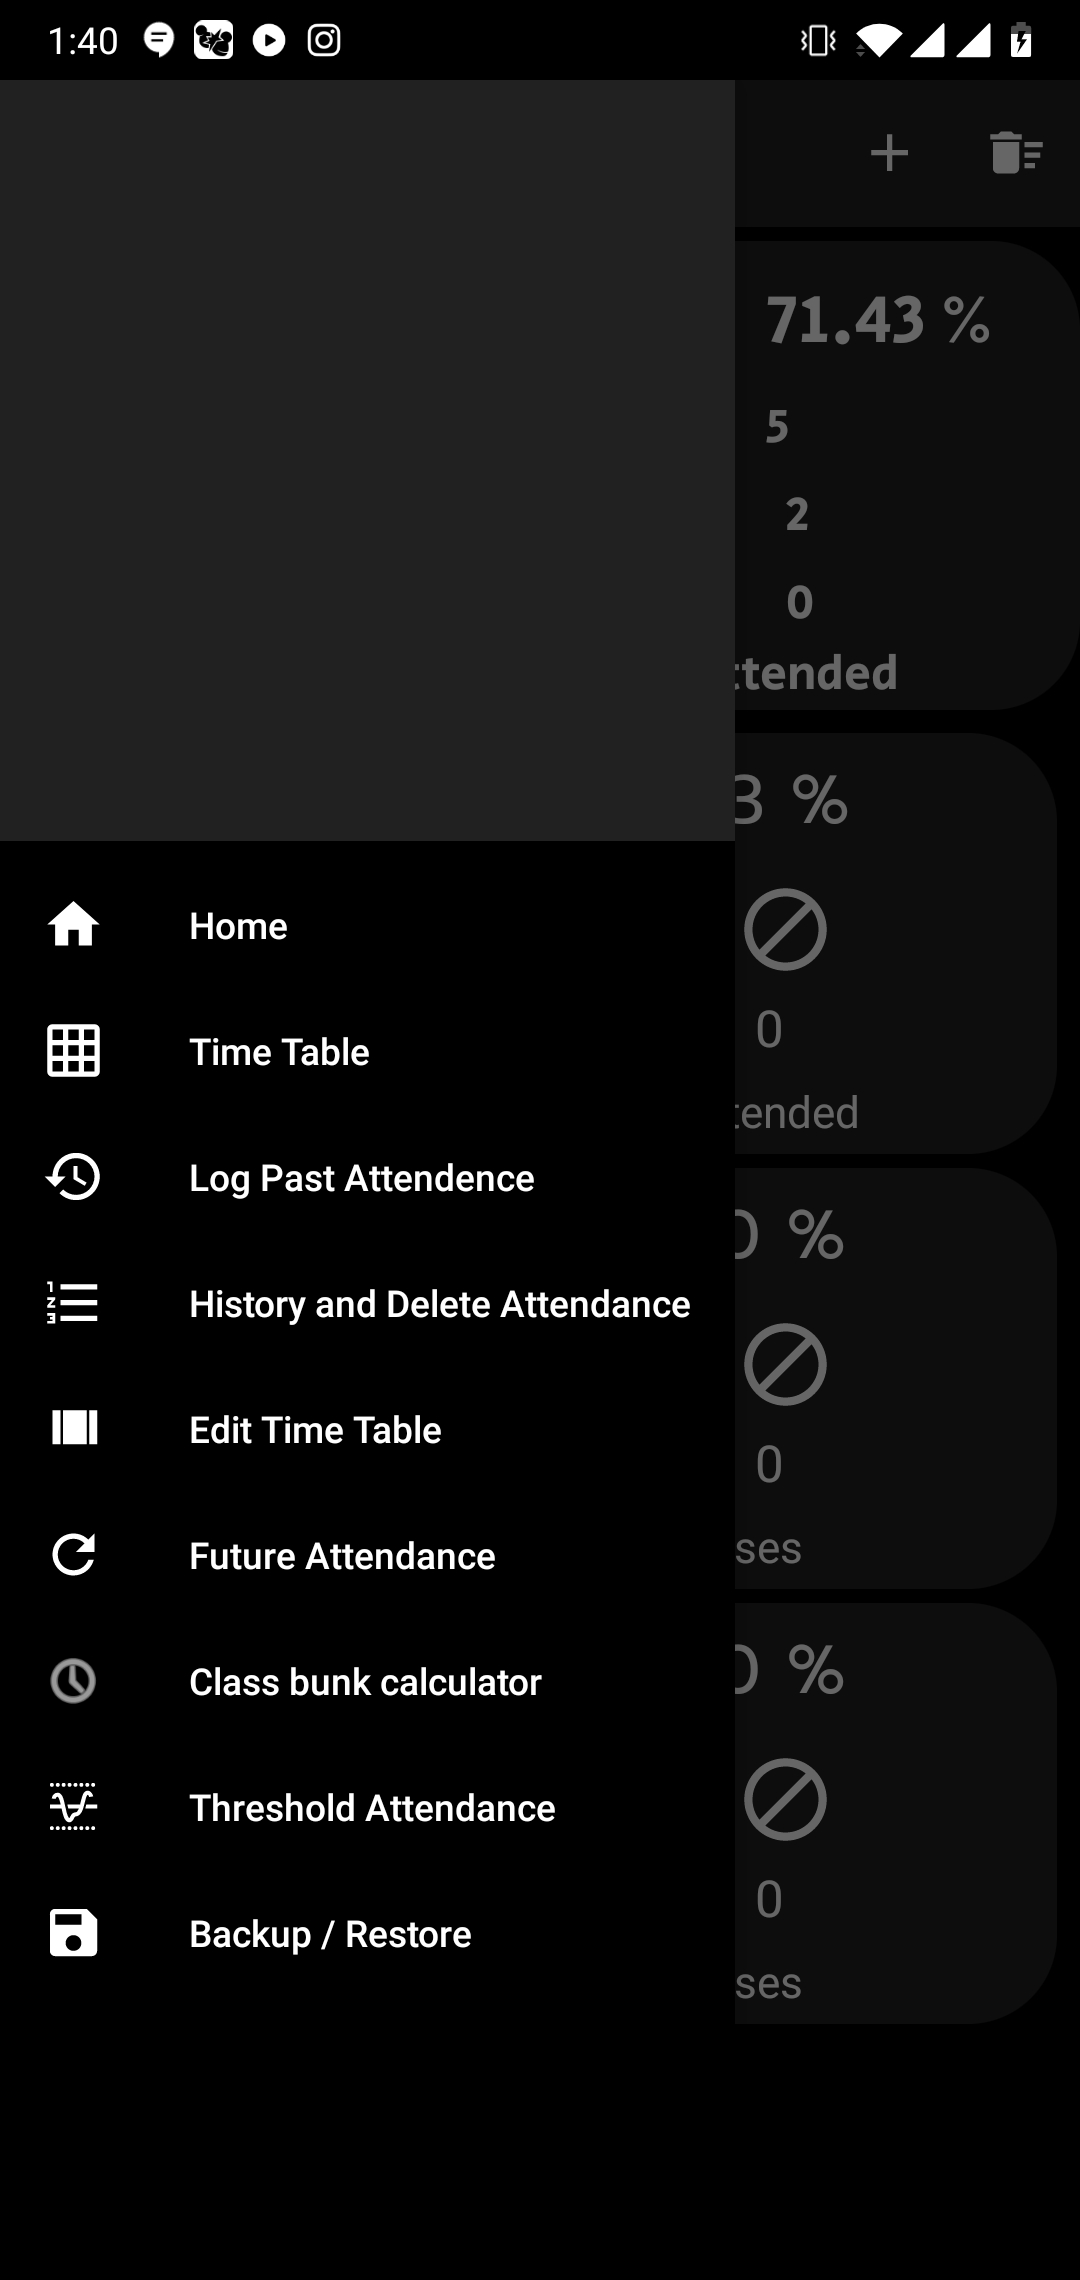 1:40
71.43 %
5
2
0
ttended
3 %
0
tended
0 %
0
ses
0 %
0
ses
Home
Time Table
Log Past Attendence
History and Delete Attendance
Edit Time Table
Future Attendance
Class bunk calculator
Threshold Attendance
Backup / Restore